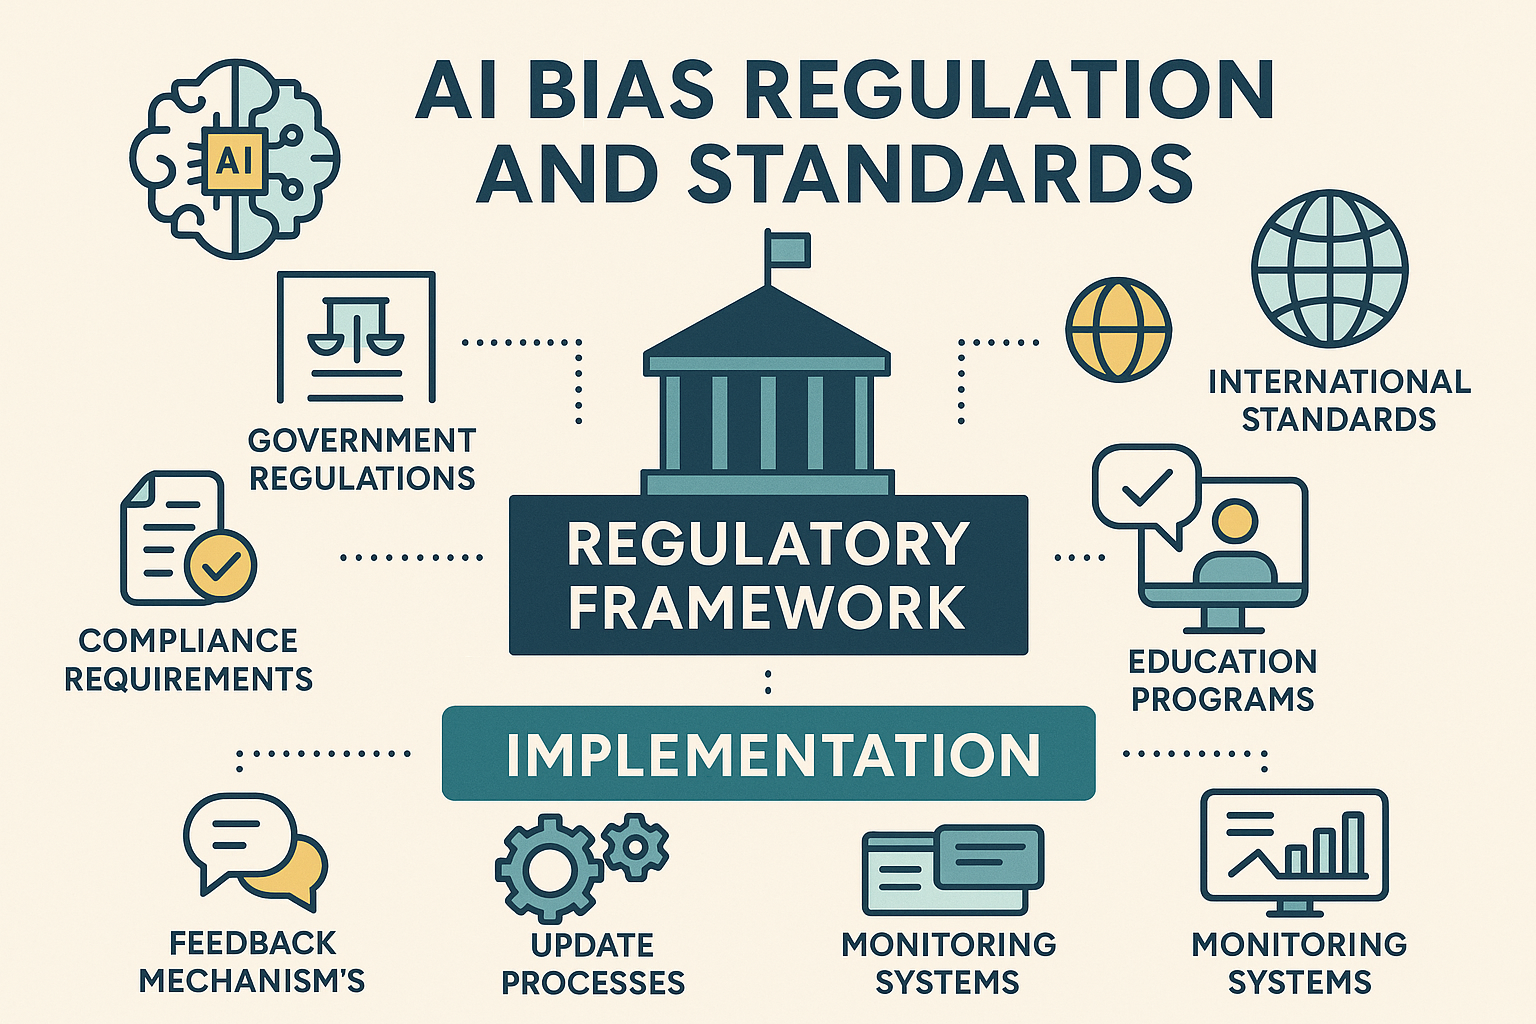 AI BIAS REGULATION
AND STANDARDS
AI
GOVERNMENT
REGULATIONS
INTERNATIONAL
STANDARDS
COMPLIANCE
REQUIREMENTS
REGULATORY
FRAMEWORK
EDUCATION
PROGRAMS
IMPLEMENTATION
FEEDBACK
MECHANISM'S
UPDATE
PROCESSES
MONITORING
SYSTEMS
MONITORING
SYSTEMS